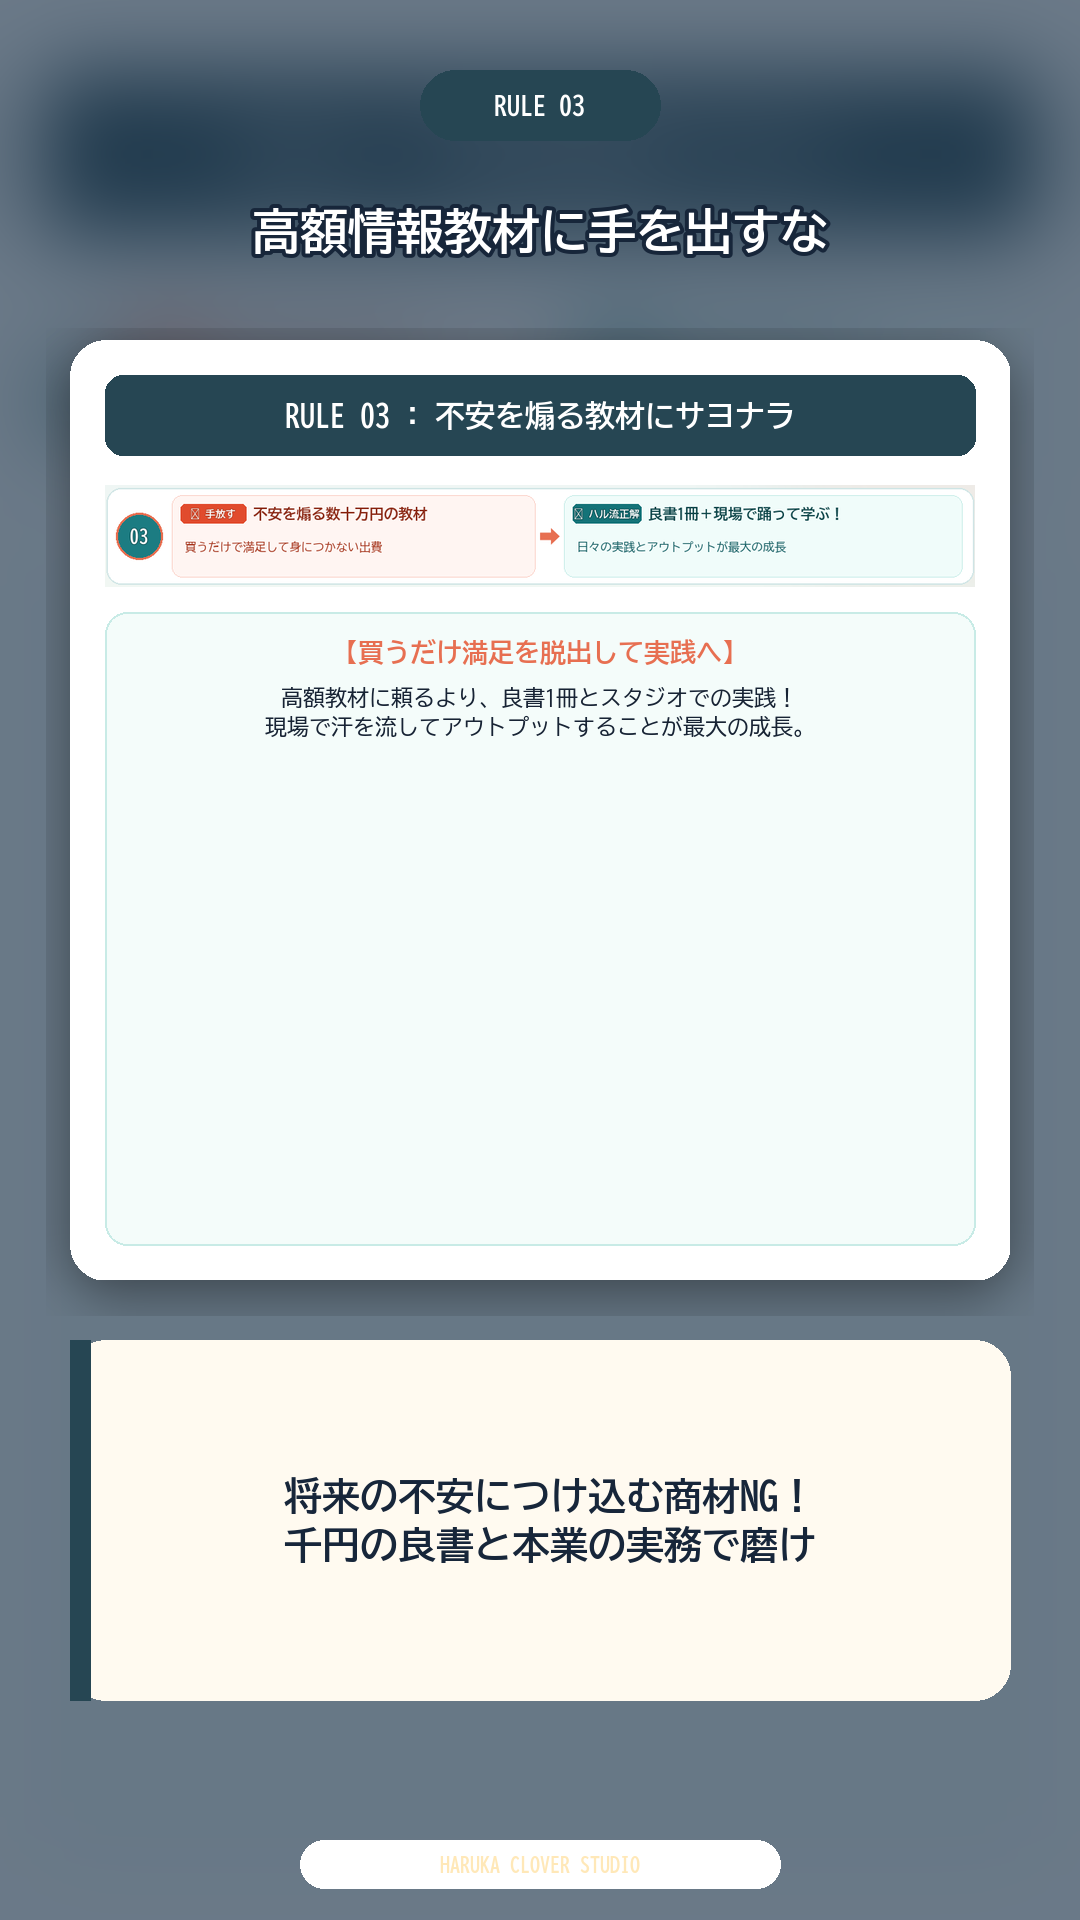 RULE 03
高額情報教材に手を出すな
RULE 03 : 不安を煽る教材にサヨナラ
03
手放す 不安を煽る数十万円の教材
買うだけで満足して身につかない出費
ハル流正解 良書1冊+現場で踊って学ぶ!
日々の実践とアウトプットが最大の成長
【買うだけ満足を脱出して実践へ】
高額教材に頼るより、良書1冊とスタジオでの実践!
現場で汗を流してアウトプットすることが最大の成長。
将来の不安につけ込む商材NG!
千円の良書と本業の実務で磨け
HARUKA CLOVER STUDIO